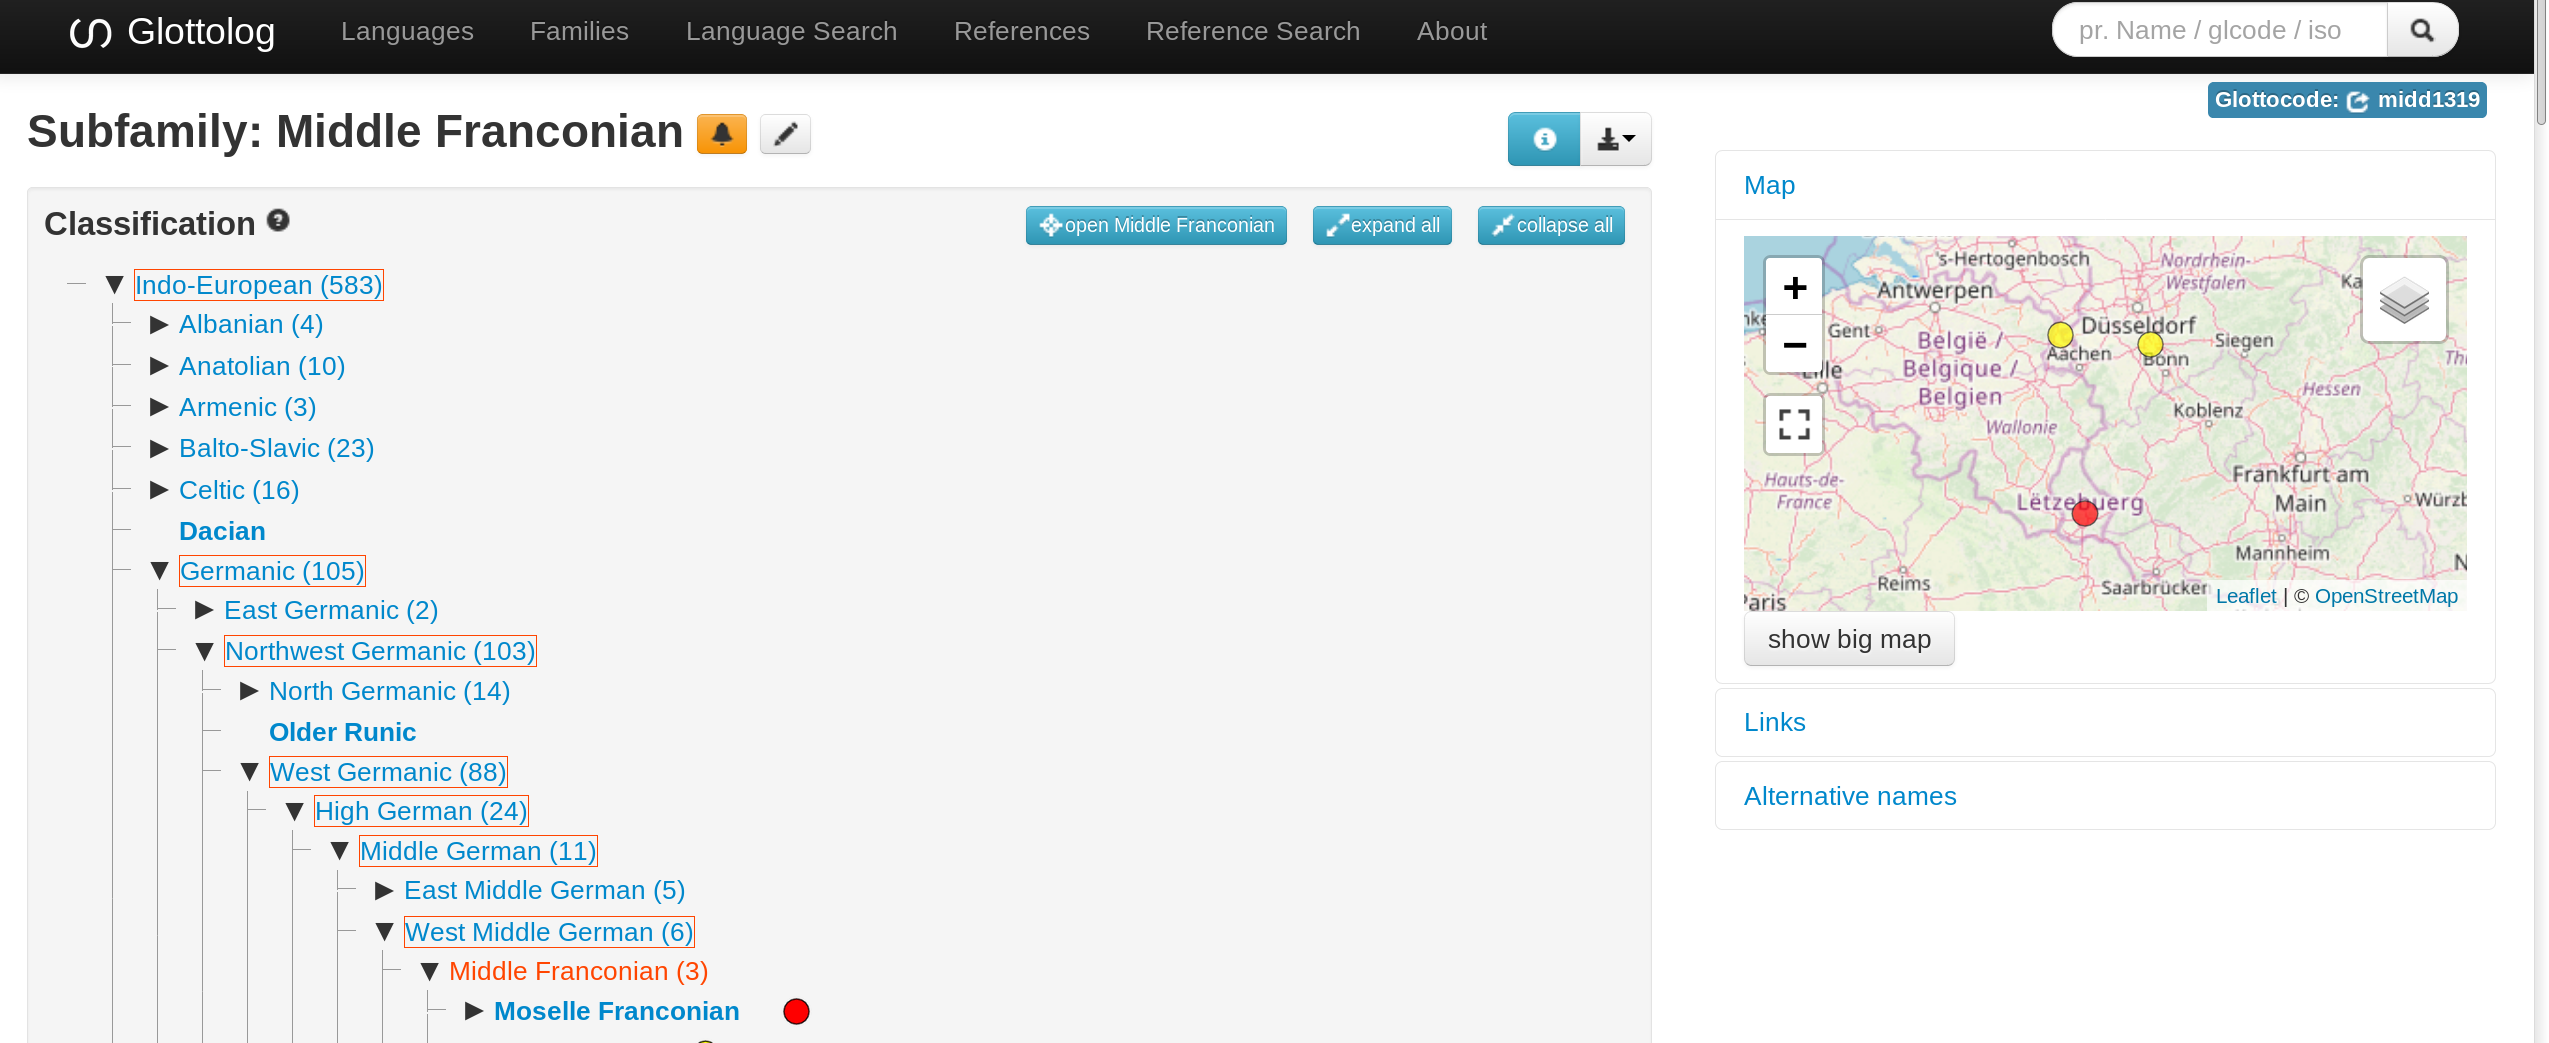 Glottolog Languages Families Language Search References Reference Search About pr. Name / glcode / iso
Glottocode: midd1319
Subfamily: Middle Franconian
Classification
open Middle Franconian expand all collapse all
Indo-European (583)
Albanian (4)
Anatolian (10)
Armenic (3)
Balto-Slavic (23)
Celtic (16)
Dacian
Germanic (105)
East Germanic (2)
Northwest Germanic (103)
North Germanic (14)
Older Runic
West Germanic (88)
High German (24)
Middle German (11)
East Middle German (5)
West Middle German (6)
Middle Franconian (3)
Moselle Franconian
Map
+
−
's-Hertogenbosch
Nordrhein-
Westfalen
Antwerpen
Gent
Düsseldorf
België /
Belgique /
Belgien
Aachen
Bonn
Siegen
Hessen
Koblenz
Wallonie
Hauts-de-
France
Lëtzebuerg
Frankfurt am
Main
Mannheim
Reims
Saarbrücken
Paris
Leaflet | © OpenStreetMap
show big map
Links
Alternative names